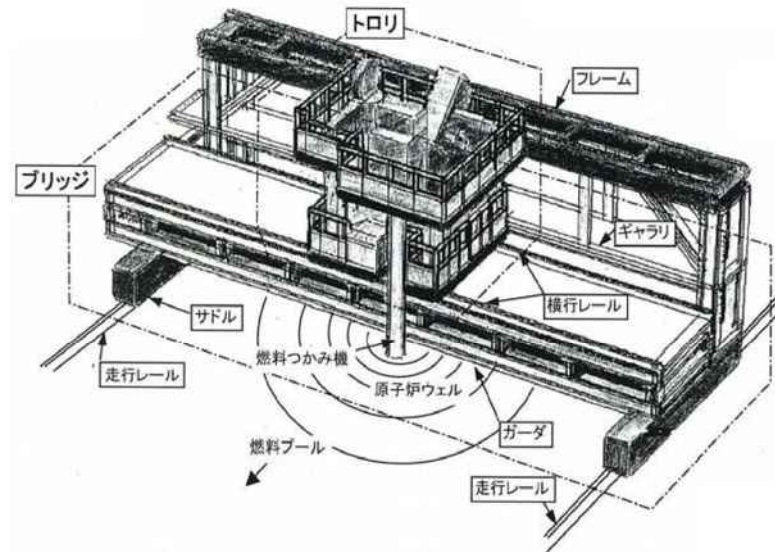 トロリ
フレーム
ブリッジ
ギャラリ
横行レール
サドル
走行レール
燃料つかみ機
原子炉ウェル
ガーダ
燃料プール
走行レール